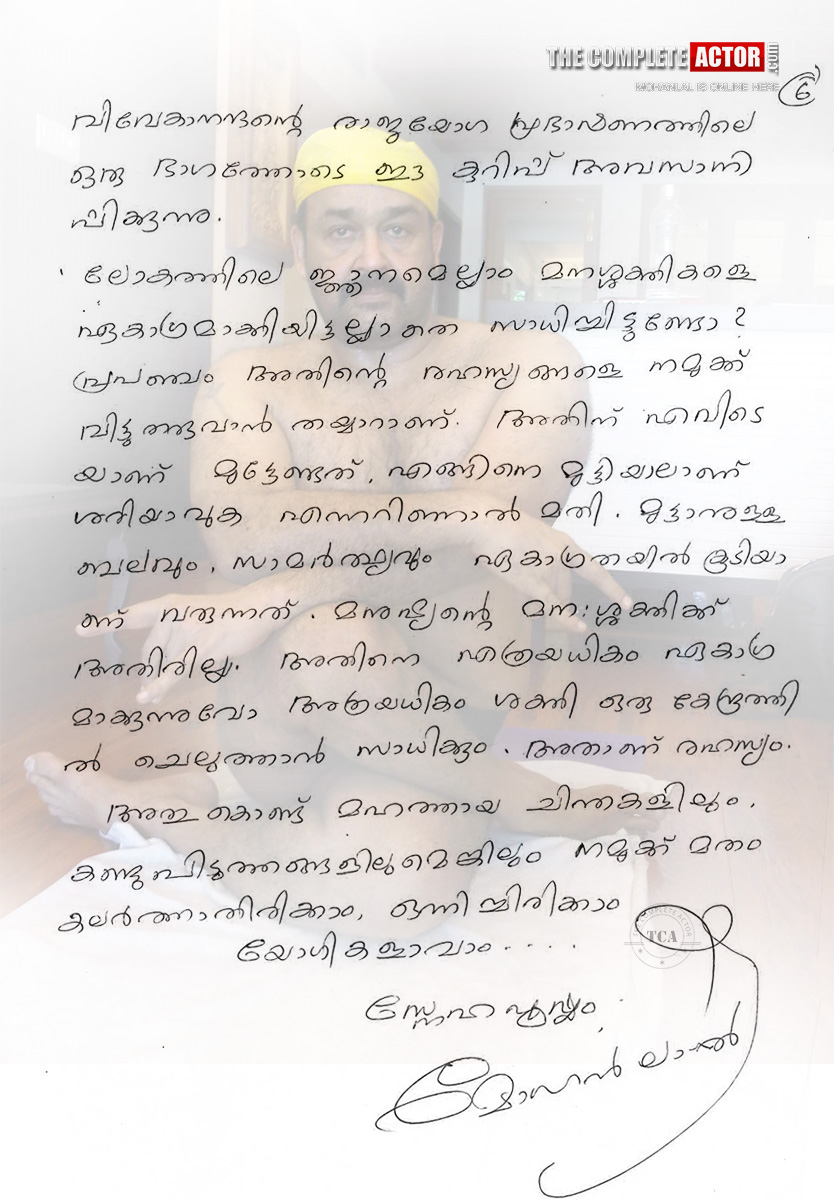 THE COMPLETE ACTOR .com
MOHANLAL IS ONLINE HERE
6
വിവേകാനന്ദന്റെ രാജയോഗ പ്രഭാഷണത്തിലെ
ഒരു ഭാഗത്തോടെ ഈ കുറിപ്പ് അവസാനി
പ്പിക്കുന്നു.
' ലോകത്തിലെ ജ്ഞാനമെല്ലാം മനശ്ശക്തികളെ
ഏകാഗ്രമാക്കിയിട്ടല്ലാതെ സാധിച്ചിട്ടുണ്ടോ ?
പ്രപഞ്ചം അതിന്റെ രഹസ്യങ്ങളെ നമുക്ക്
വിട്ടുതരുവാൻ തയ്യാറാണ്. അതിന് എവിടെ
യാണ് മുട്ടേണ്ടത്, എങ്ങിനെ മുട്ടിയാലാണ്
ശരിയാവുക എന്നറിഞ്ഞാൽ മതി. മുട്ടാനുള്ള
ബലവും, സാമർത്ഥ്യവും ഏകാഗ്രതയിൽ കൂടിയാ
ണ് വരുന്നത്. മനുഷ്യന്റെ മനഃശ്ശക്തിക്ക്
അതിരില്ല. അതിനെ എത്രയധികം ഏകാഗ്ര
മാക്കുന്നുവോ അത്രയധികം ശക്തി ഒരു കേന്ദ്രത്തി
ൽ ചെലുത്താൻ സാധിക്കും. അതാണ് രഹസ്യം.
അതുകൊണ്ട് മഹത്തായ ചിന്തകളിലും,
കണ്ടുപിടുത്തങ്ങളിലുമെങ്കിലും നമുക്ക് മതം
കലർത്താതിരിക്കാം, ഒന്നിച്ചിരിക്കാം
യോഗികളാവാം.....
THE COMPLETE ACTOR
TCA
സ്നേഹപൂർവ്വം,
മോഹൻലാൽ